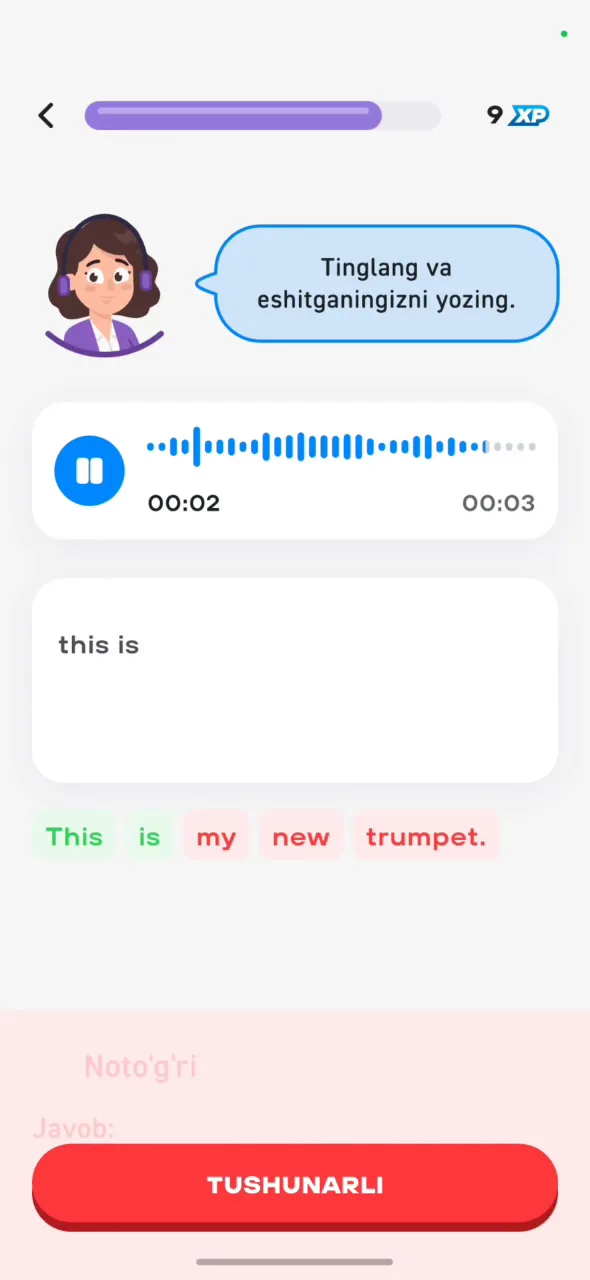 9 XP
Tinglang va
eshitganingizni yozing.
00:02 00:03
this is
This is my new trumpet.
Noto'g'ri
Javob:
TUSHUNARLI